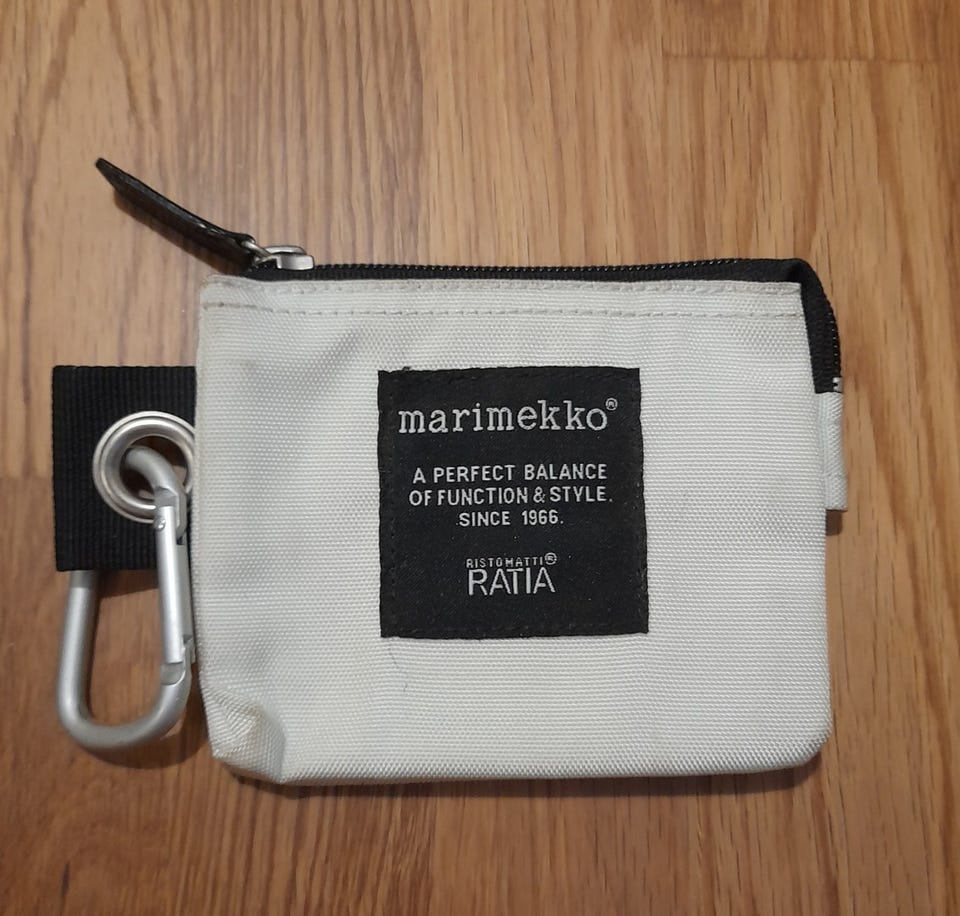 marimekko®
A PERFECT BALANCE
OF FUNCTION & STYLE.
SINCE 1966.
RISTOMATTI®
RATIA